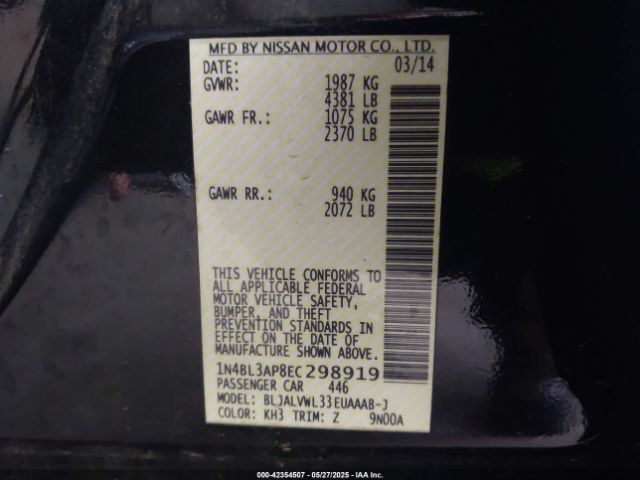 MFD BY NISSAN MOTOR CO., LTD.
DATE: 03/14
GVWR: 1987 KG
4381 LB
GAWR FR.: 1075 KG
2370 LB
GAWR RR.: 940 KG
2072 LB
THIS VEHICLE CONFORMS TO
ALL APPLICABLE FEDERAL
MOTOR VEHICLE SAFETY,
BUMPER, AND THEFT
PREVENTION STANDARDS IN
EFFECT ON THE DATE OF
MANUFACTURE SHOWN ABOVE.
1N4BL3AP8EC298919
PASSENGER CAR 446
MODEL: BLJALVWL33EUAAAB-J
COLOR: KH3 TRIM: Z 9N00A
000-42354507 - 05/27/2025 - IAA Inc.